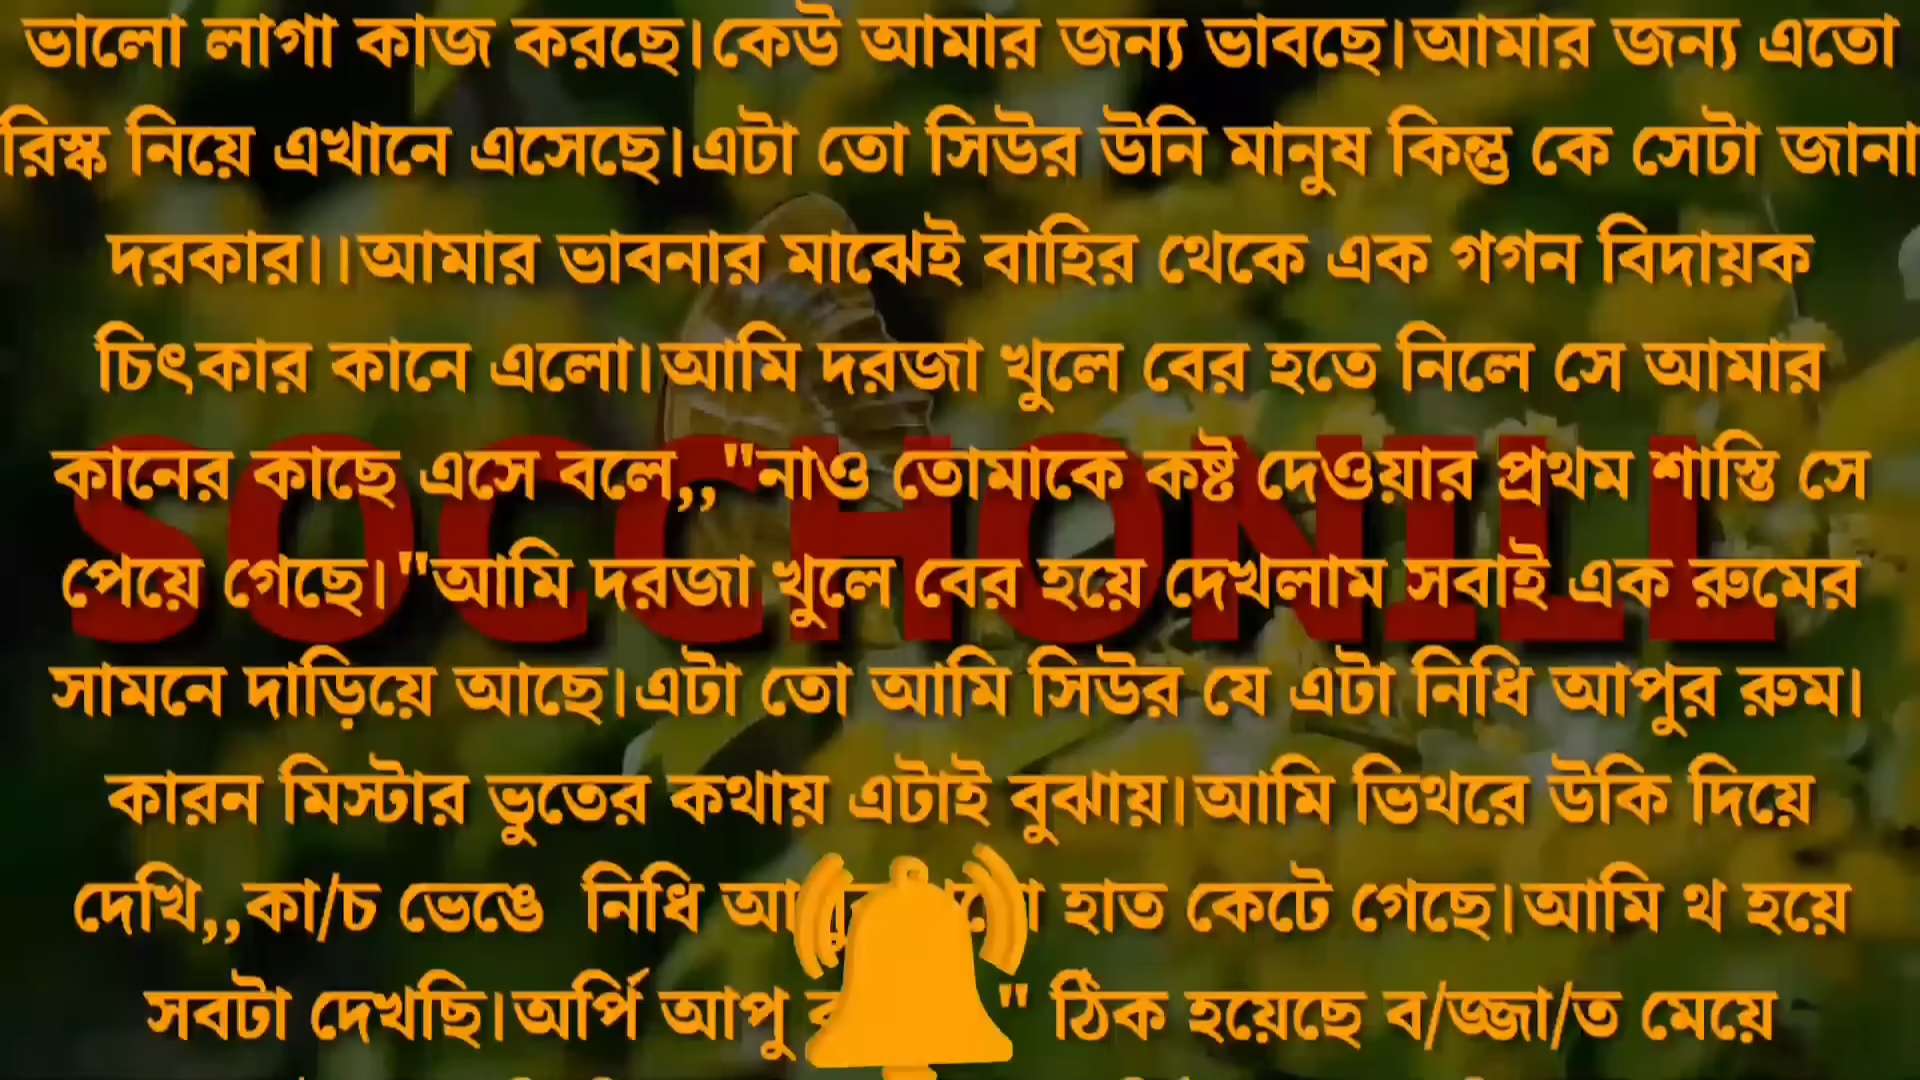 ভালো লাগা কাজ করছে।কেউ আমার জন্য ভাবছে।আমার জন্য এতো
রিস্ক নিয়ে এখানে এসেছে।এটা তো সিউর উনি মানুষ কিন্তু কে সেটা জানা
দরকার।।আমার ভাবনার মাঝেই বাহির থেকে এক গগন বিদায়ক
চিৎকার কানে এলো।আমি দরজা খুলে বের হতে নিলে সে আমার
কানের কাছে এসে বলে,,"নাও তোমাকে কষ্ট দেওয়ার প্রথম শাস্তি সে
SOCCHONILL
পেয়ে গেছে।"আমি দরজা খুলে বের হয়ে দেখলাম সবাই এক রুমের
সামনে দাড়িয়ে আছে।এটা তো আমি সিউর যে এটা নিধি আপুর রুম।
কারন মিস্টার ভুতের কথায় এটাই বুঝায়।আমি ভিথরে উকি দিয়ে
দেখি,,কা/চ ভেঙে নিধি হাত কেটে গেছে।আমি থ হয়ে
সবটা দেখছি।অর্পি আপু " ঠিক হয়েছে ব/জ্জা/ত মেয়ে